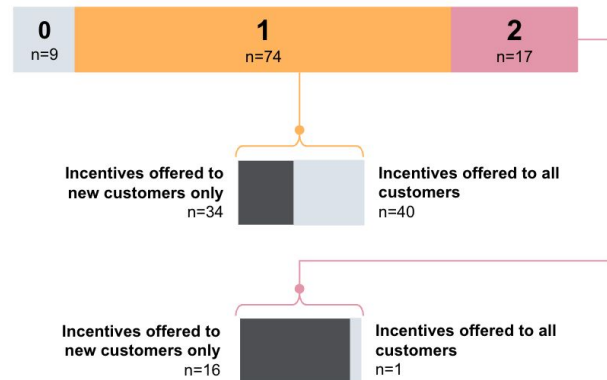 0
n=9
1
n=74
2
n=17
Incentives offered to
new customers only
n=34
Incentives offered to all
customers
n=40
Incentives offered to
new customers only
n=16
Incentives offered to all
customers
n=1